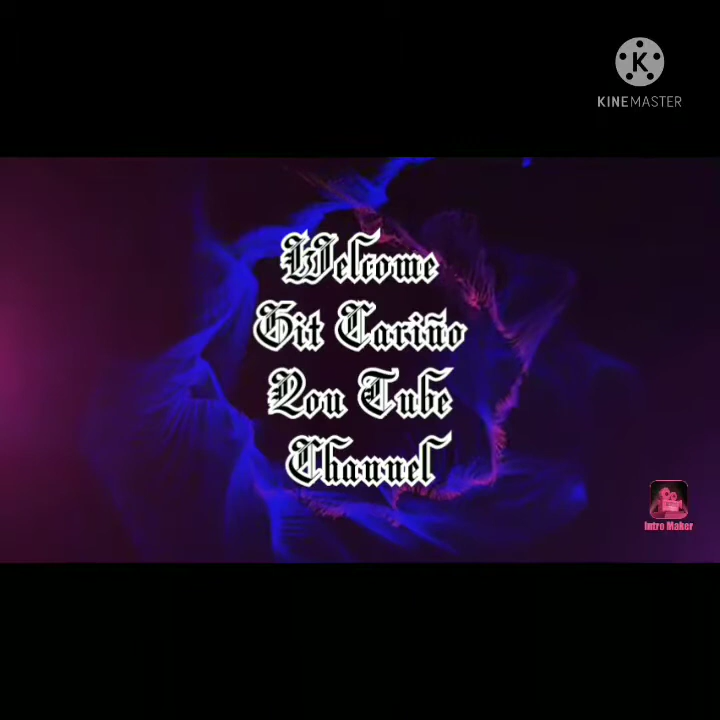 KINEMASTER
Welcome
Git Cariño
You Tube
Channel
Intro Maker